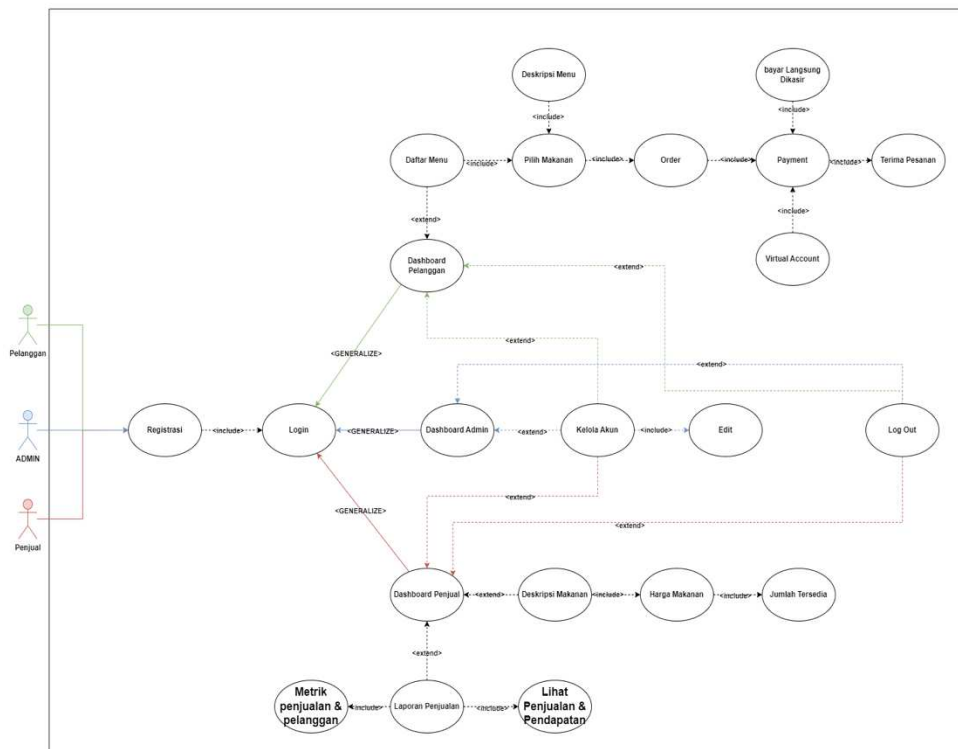 Deskripsi Menu
bayar Langsung
Dikasir
<include>
<include>
Daftar Menu
<include>
Pilih Makanan
<include>
Order
<include>
Payment
<include>
Terima Pesanan
<extend>
<include>
Dashboard
Pelanggan
<extend>
Virtual Account
Pelanggan
<GENERALIZE>
<extend>
<extend>
ADMIN
Registrasi
<include>
Login
<GENERALIZE>
Dashboard Admin
<extend>
Kelola Akun
<include>
Edit
Log Out
Penjual
<GENERALIZE>
<extend>
<extend>
Dashboard Penjual
<extend>
Deskripsi Makanan
<include>
Harga Makanan
<include>
Jumlah Tersedia
<extend>
Metrik
penjualan &
pelanggan
<include>
Laporan Penjualan
<include>
Lihat
Penjualan &
Pendapatan